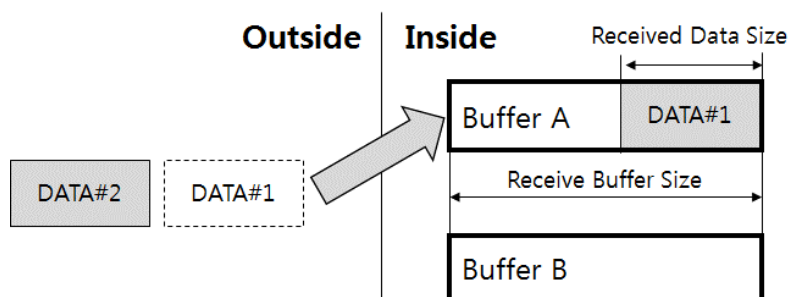 Outside
Inside
Received Data Size
Buffer A
DATA#1
DATA#2
DATA#1
Receive Buffer Size
Buffer B